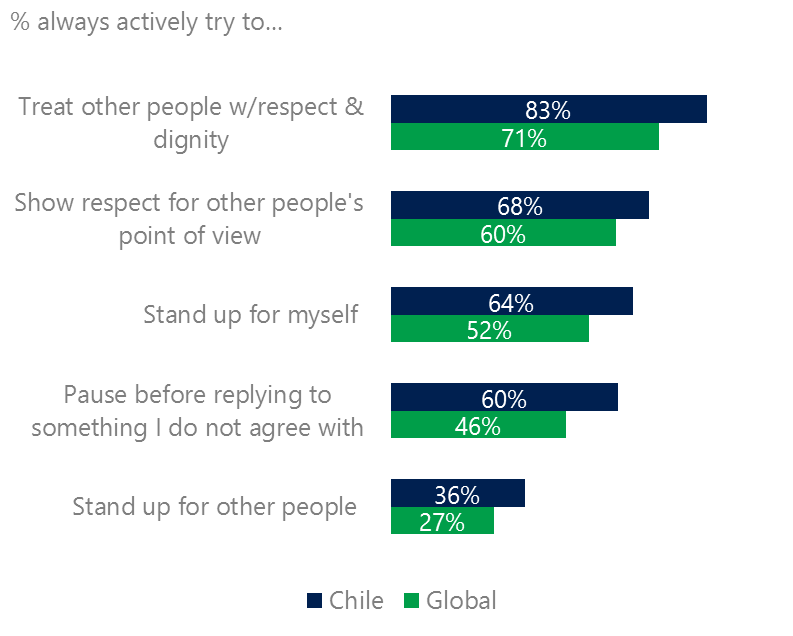 % always actively try to...
Treat other people w/respect &
dignity
83%
71%
Show respect for other people's
point of view
68%
60%
Stand up for myself
64%
52%
Pause before replying to
something I do not agree with
60%
46%
Stand up for other people
36%
27%
Chile Global